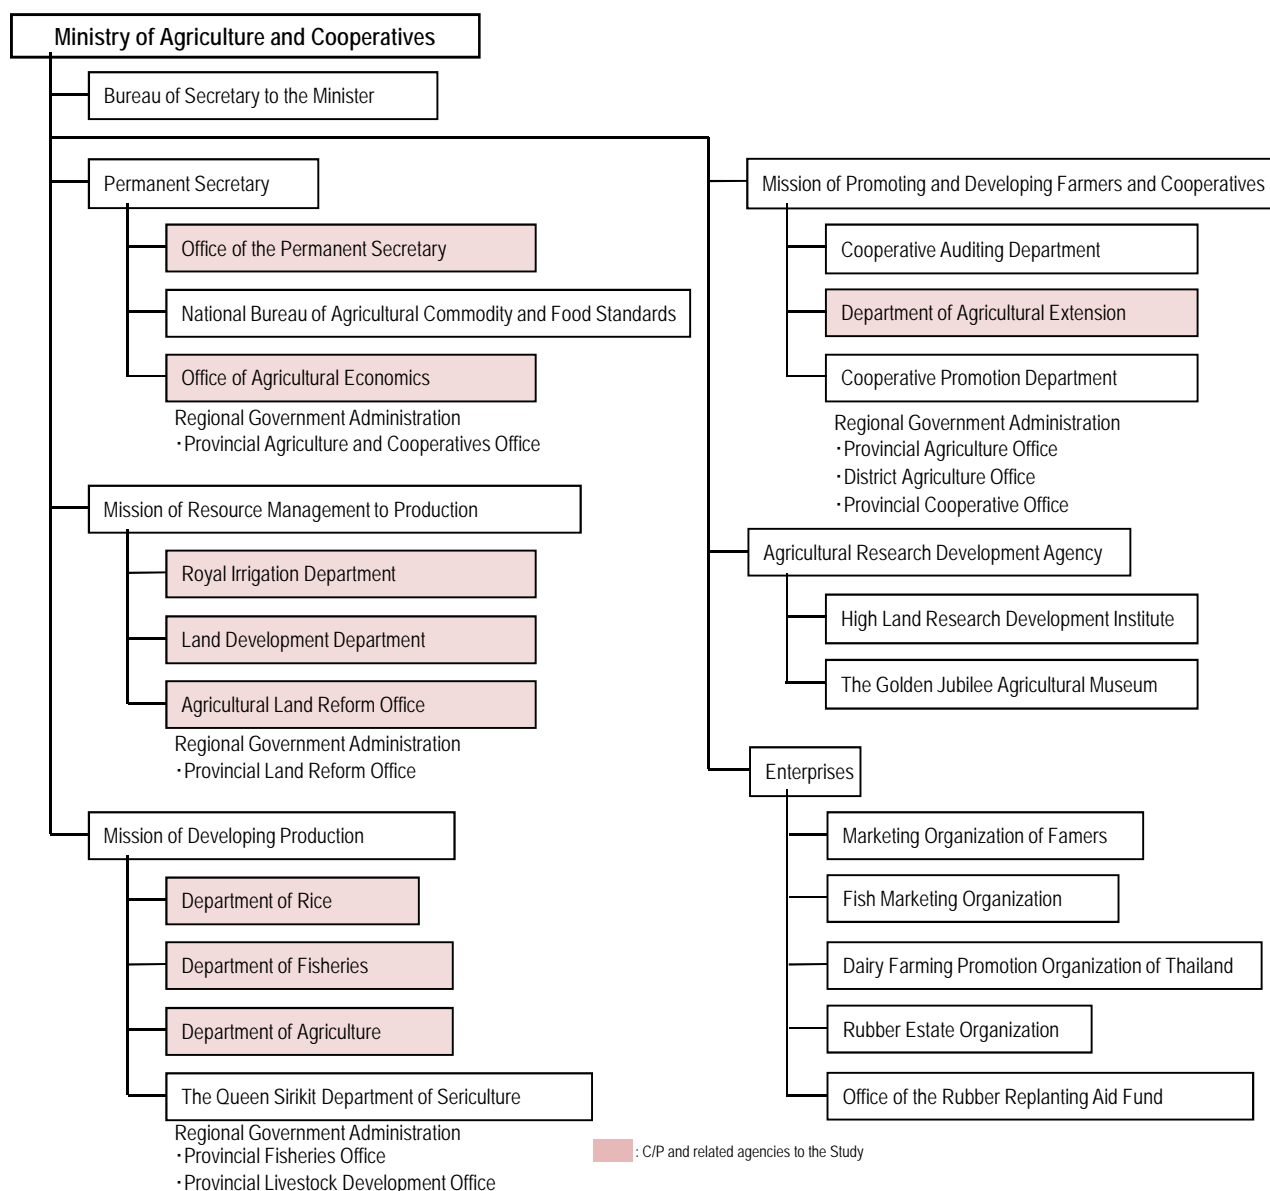 Ministry of Agriculture and Cooperatives
Bureau of Secretary to the Minister
Permanent Secretary
Office of the Permanent Secretary
National Bureau of Agricultural Commodity and Food Standards
Office of Agricultural Economics
Regional Government Administration
・Provincial Agriculture and Cooperatives Office
Mission of Resource Management to Production
Royal Irrigation Department
Land Development Department
Agricultural Land Reform Office
Regional Government Administration
・Provincial Land Reform Office
Mission of Developing Production
Department of Rice
Department of Fisheries
Department of Agriculture
The Queen Sirikit Department of Sericulture
Regional Government Administration
・Provincial Fisheries Office
・Provincial Livestock Development Office
Mission of Promoting and Developing Farmers and Cooperatives
Cooperative Auditing Department
Department of Agricultural Extension
Cooperative Promotion Department
Regional Government Administration
・Provincial Agriculture Office
・District Agriculture Office
・Provincial Cooperative Office
Agricultural Research Development Agency
High Land Research Development Institute
The Golden Jubilee Agricultural Museum
Enterprises
Marketing Organization of Famers
Fish Marketing Organization
Dairy Farming Promotion Organization of Thailand
Rubber Estate Organization
Office of the Rubber Replanting Aid Fund
: C/P and related agencies to the Study